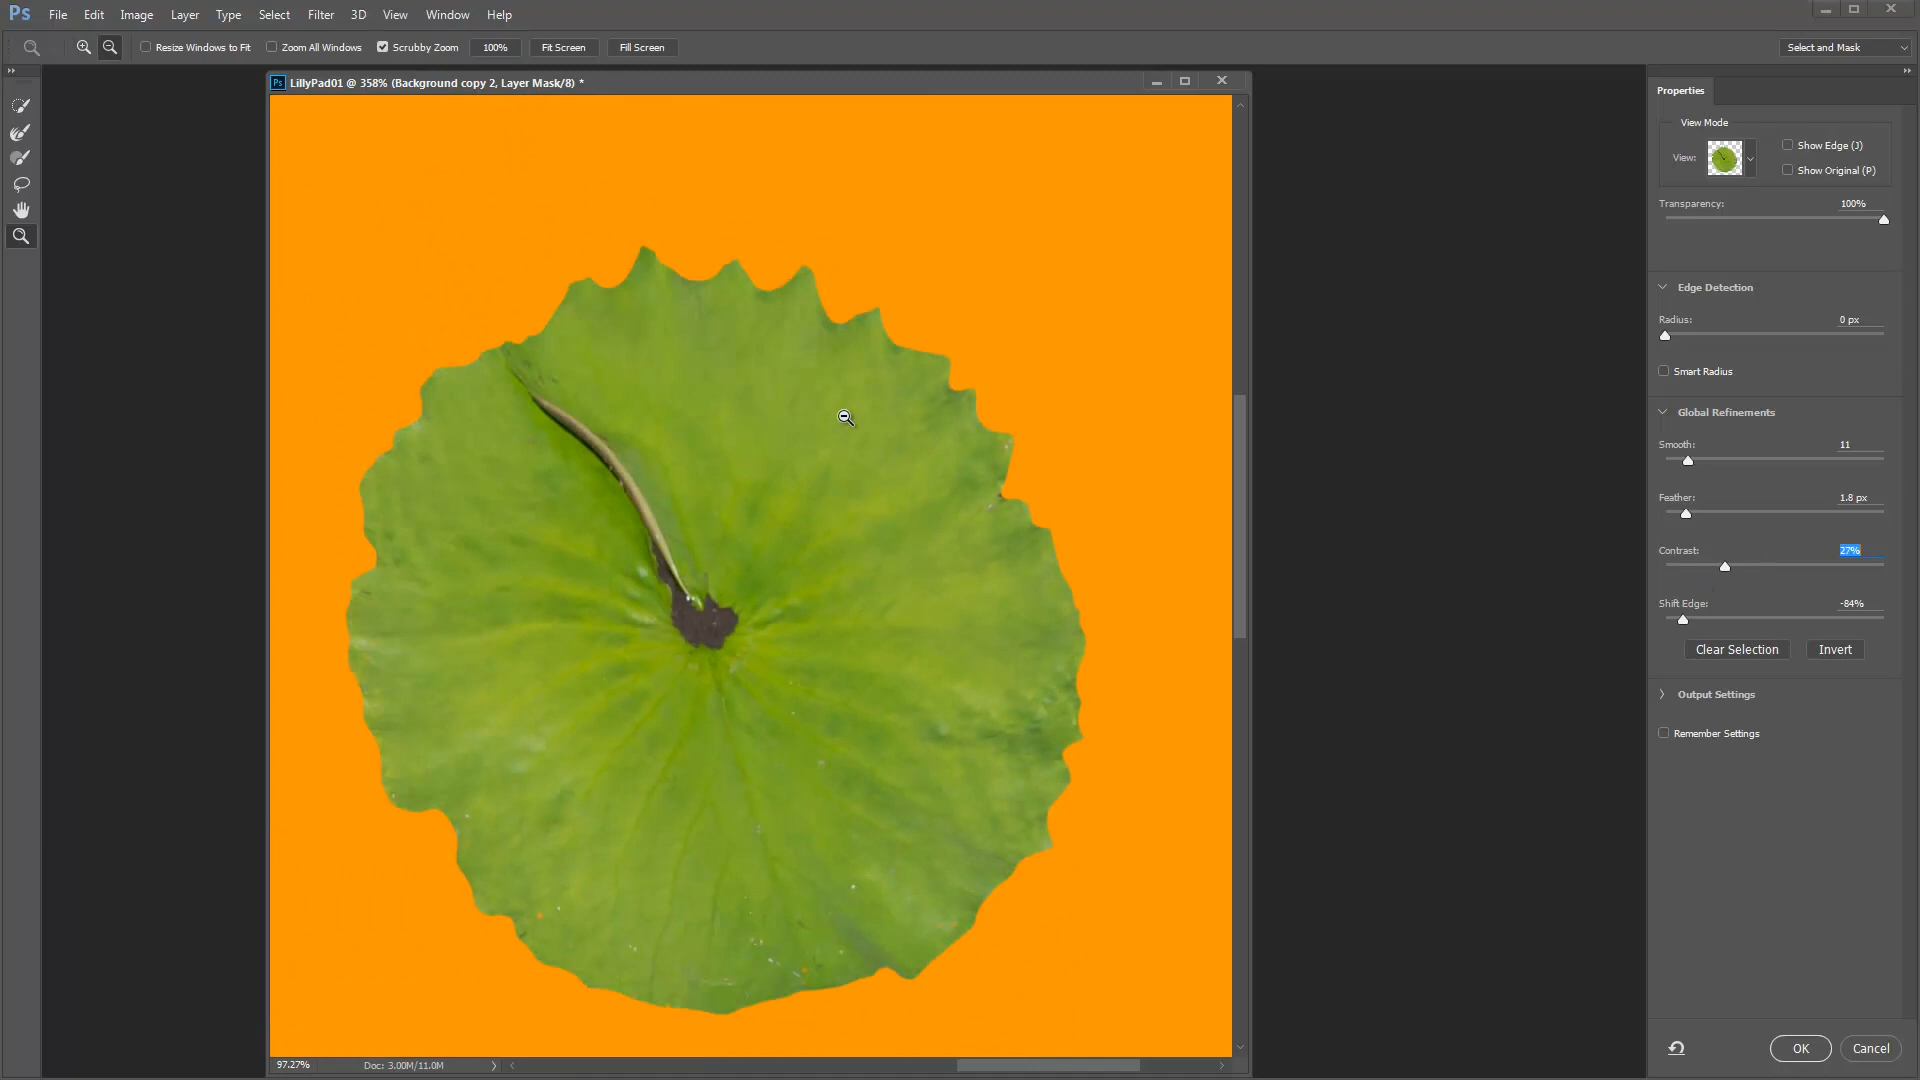 Ps File Edit Image Layer Type Select Filter 3D View Window Help
Resize Windows to Fit Zoom All Windows Scrubby Zoom 100% Fit Screen Fill Screen Select and Mask
Ps LillyPad01 @ 358% (Background copy 2, Layer Mask/8) *
Properties
View Mode
View: Show Edge (J)
Show Original (P)
Transparency: 100%
Edge Detection
Radius: 0 px
Smart Radius
Global Refinements
Smooth: 11
Feather: 1.8 px
Contrast: 27%
Shift Edge: -84%
Clear Selection Invert
Output Settings
Remember Settings
OK Cancel
97.27% Doc: 3.00M/11.0M